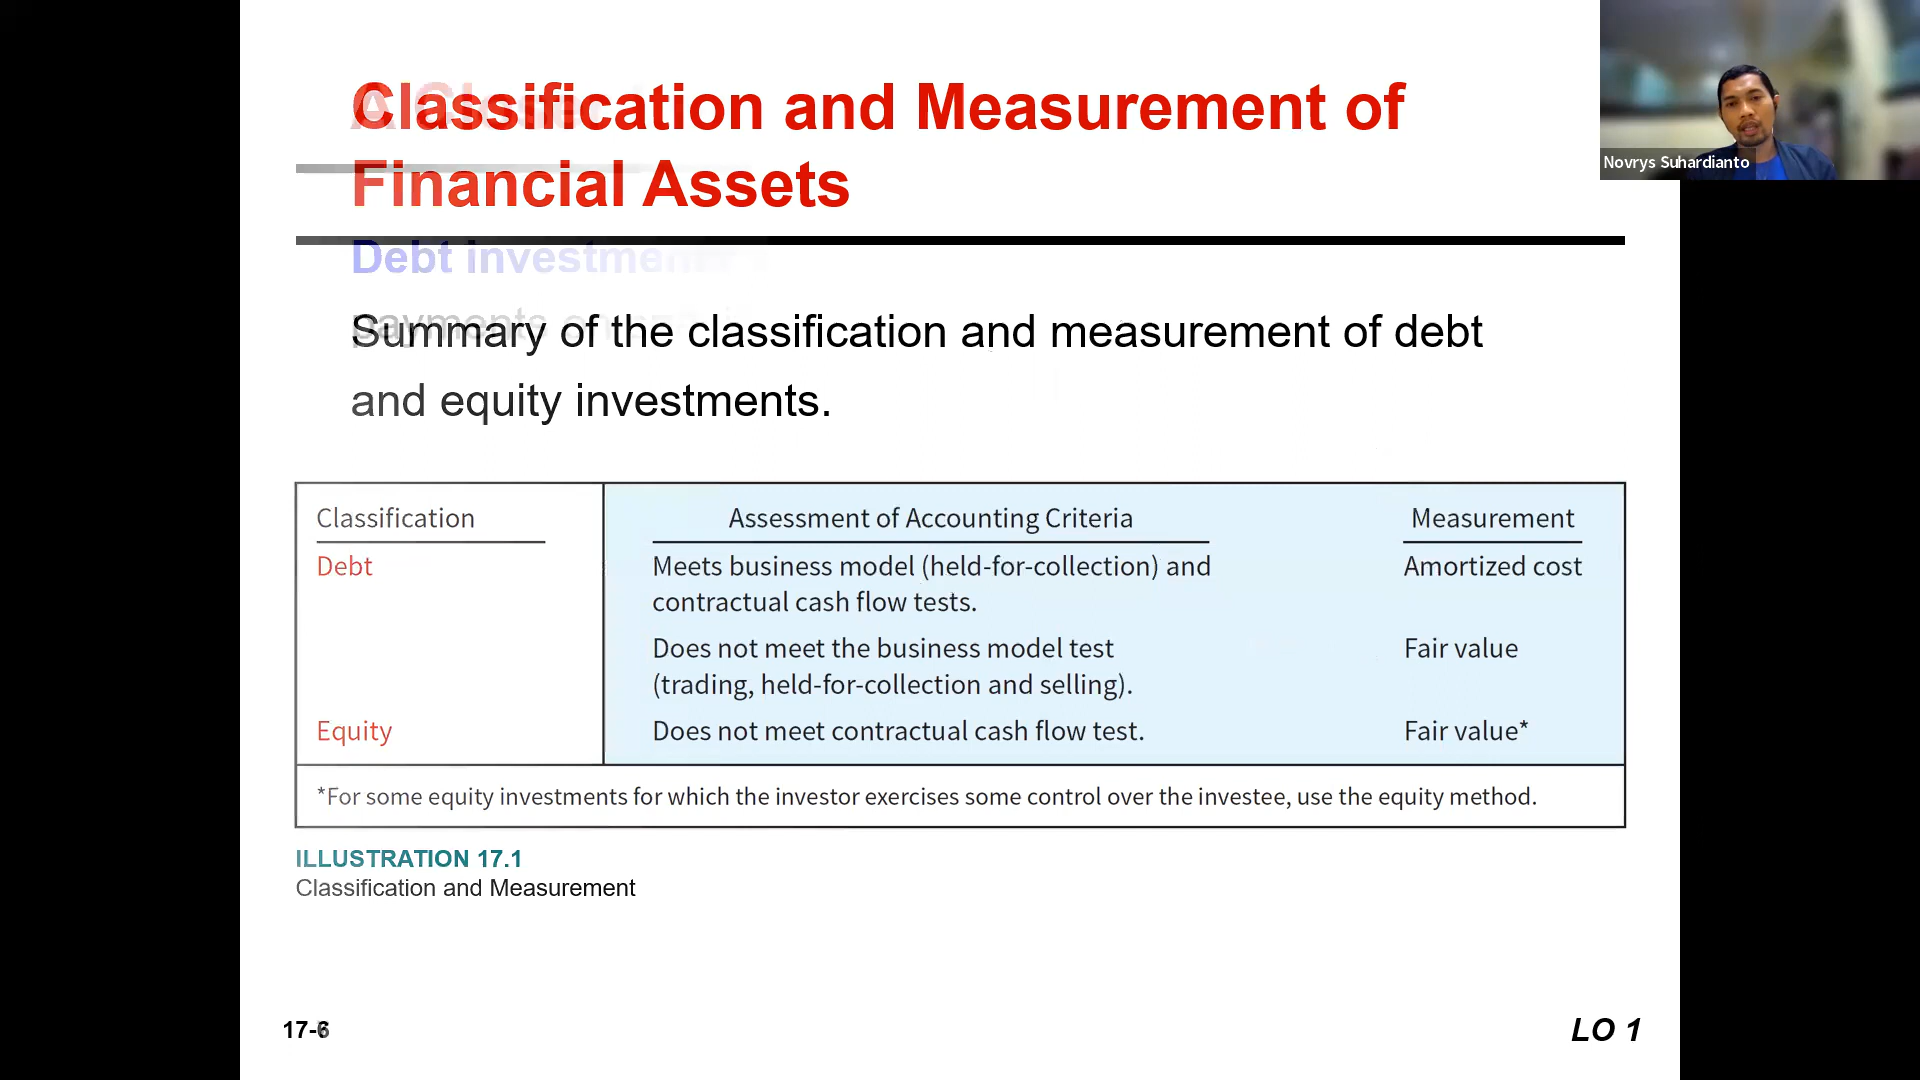 Classification and Measurement of
Financial Assets
Debt investments
payments on
Summary of the classification and measurement of debt
and equity investments.
Classification Assessment of Accounting Criteria Measurement
Debt Meets business model (held-for-collection) and Amortized cost
contractual cash flow tests.
Does not meet the business model test Fair value
(trading, held-for-collection and selling).
Equity Does not meet contractual cash flow test. Fair value*
*For some equity investments for which the investor exercises some control over the investee, use the equity method.
ILLUSTRATION 17.1
Classification and Measurement
17-6
LO 1
Novrys Suhardianto